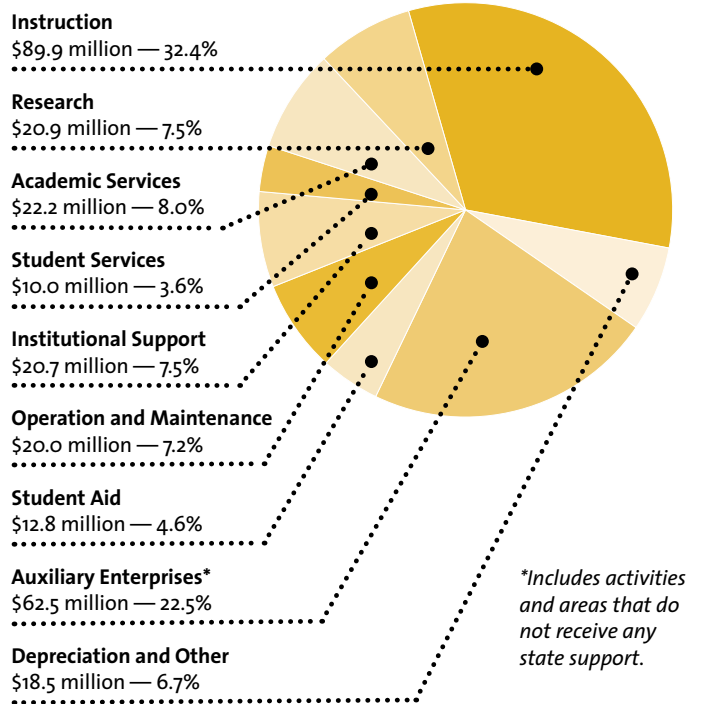 Instruction
$89.9 million — 32.4%
Research
$20.9 million — 7.5%
Academic Services
$22.2 million — 8.0%
Student Services
$10.0 million — 3.6%
Institutional Support
$20.7 million — 7.5%
Operation and Maintenance
$20.0 million — 7.2%
Student Aid
$12.8 million — 4.6%
Auxiliary Enterprises*
$62.5 million — 22.5%
Depreciation and Other
$18.5 million — 6.7%
*Includes activities
and areas that do
not receive any
state support.